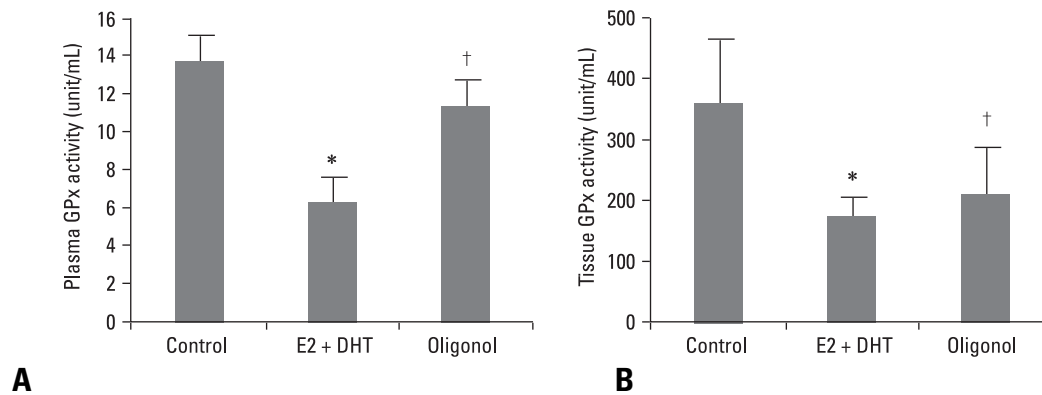 Plasma GPx activity (unit/mL)
16
14
12
10
8
6
4
2
0
*
†
Control
E2 + DHT
Oligonol
A
Tissue GPx activity (unit/mL)
500
400
300
200
100
0
*
†
Control
E2 + DHT
Oligonol
B